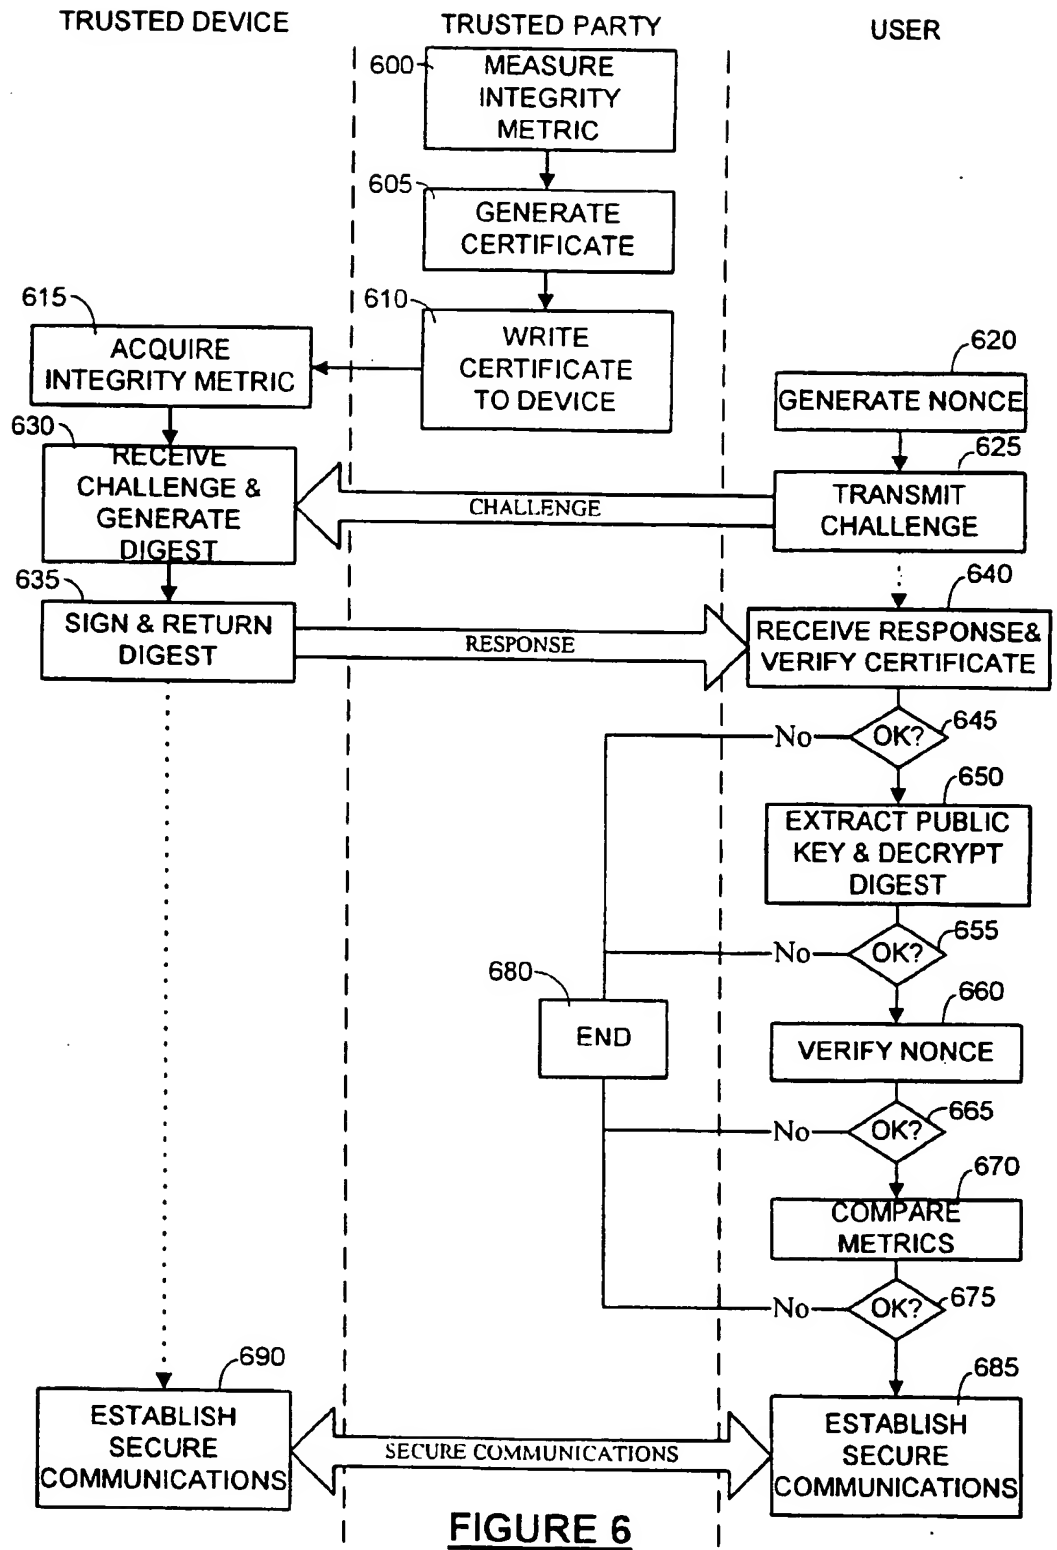 TRUSTED DEVICE
TRUSTED PARTY
USER
600
MEASURE
INTEGRITY
METRIC
605
GENERATE
CERTIFICATE
610
WRITE
CERTIFICATE
TO DEVICE
615
ACQUIRE
INTEGRITY METRIC
620
GENERATE NONCE
625
TRANSMIT
CHALLENGE
630
RECEIVE
CHALLENGE &
GENERATE
DIGEST
CHALLENGE
635
SIGN & RETURN
DIGEST
RESPONSE
640
RECEIVE RESPONSE&
VERIFY CERTIFICATE
645
OK?
No
650
EXTRACT PUBLIC
KEY & DECRYPT
DIGEST
655
OK?
No
660
VERIFY NONCE
665
OK?
No
670
COMPARE
METRICS
675
OK?
No
680
END
685
ESTABLISH
SECURE
COMMUNICATIONS
690
ESTABLISH
SECURE
COMMUNICATIONS
SECURE COMMUNICATIONS
FIGURE 6